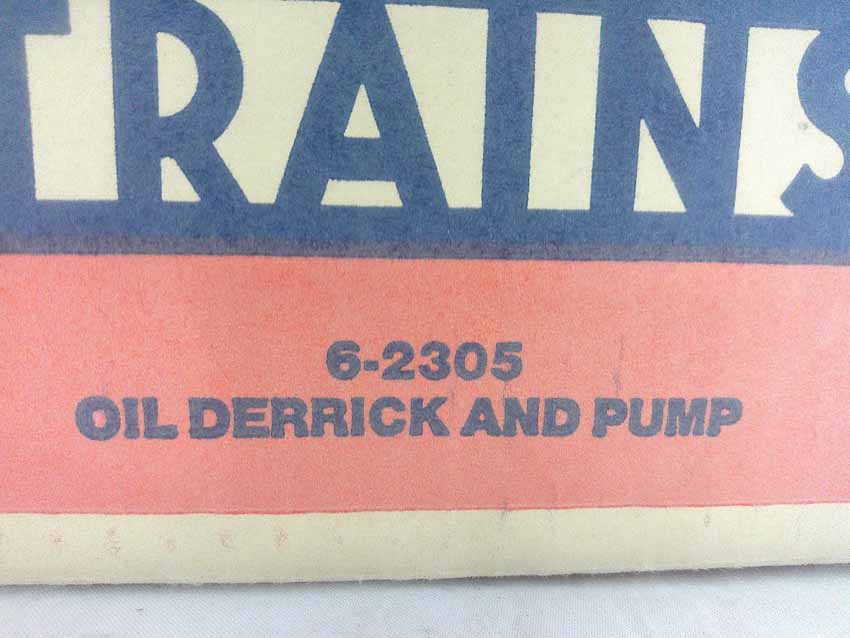 TRAINS
6-2305
OIL DERRICK AND PUMP